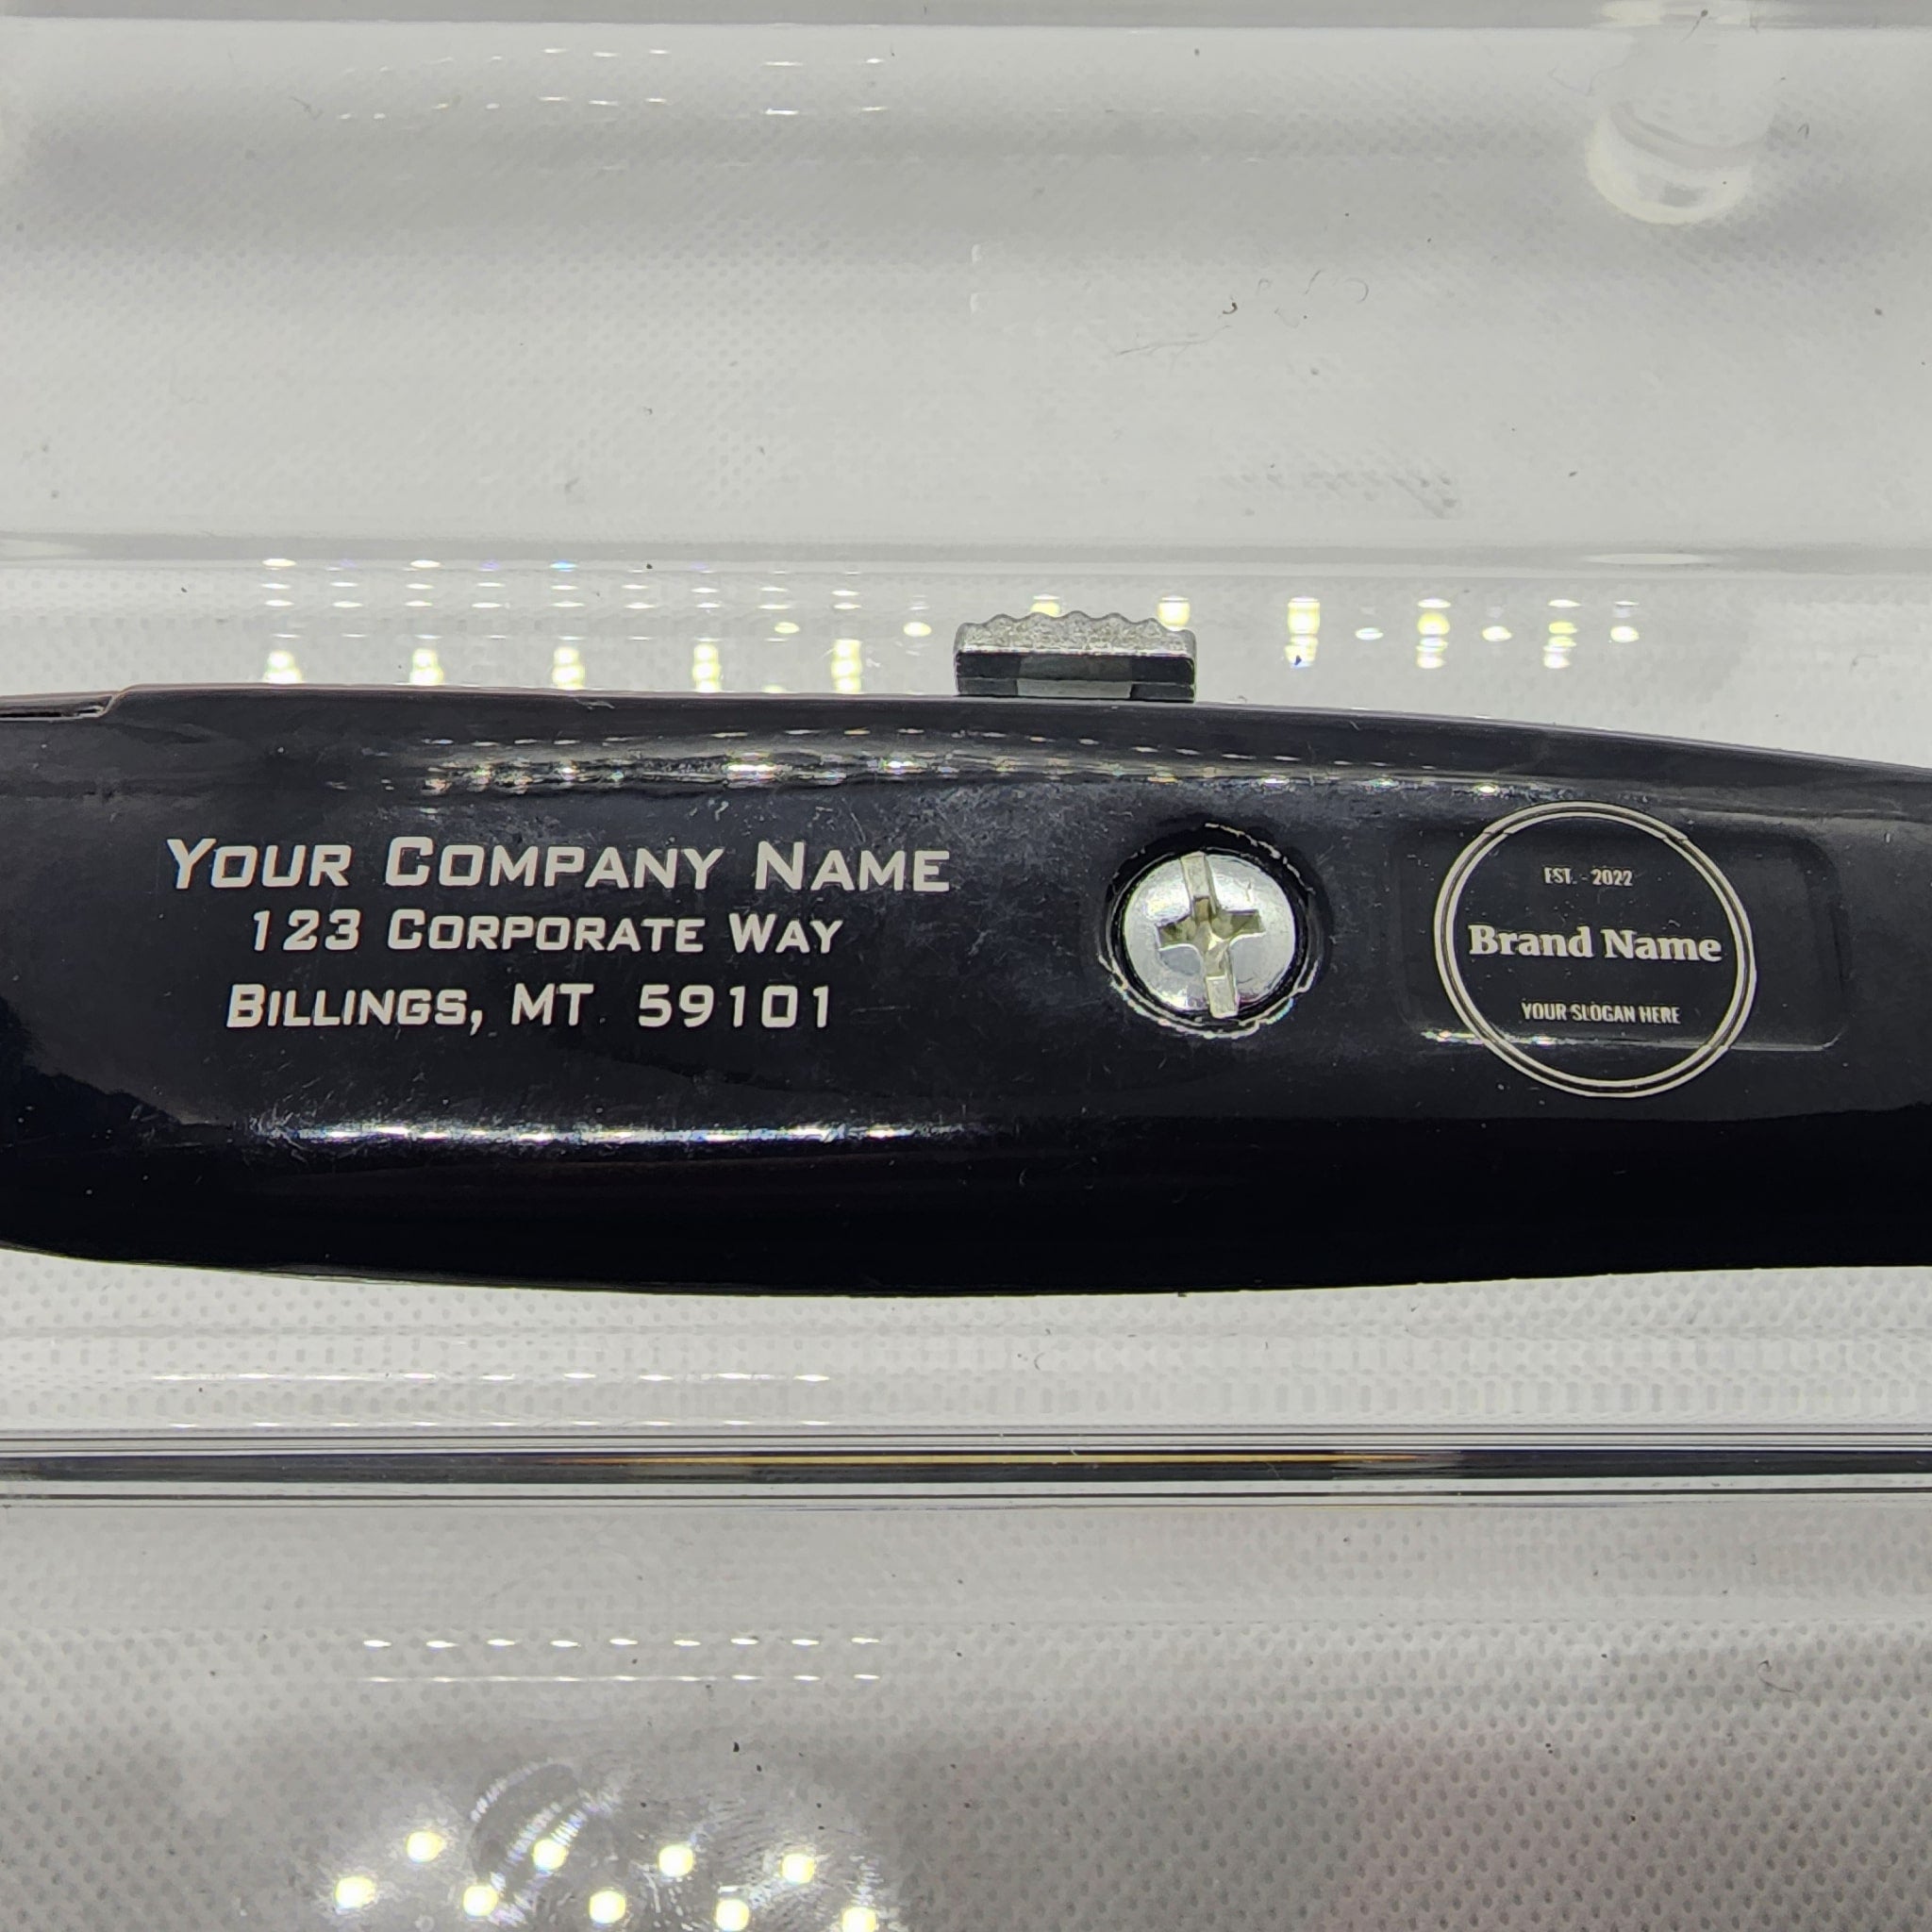 YOUR COMPANY NAME
123 CORPORATE WAY
BILLINGS, MT 59101
EST. - 2022
Brand Name
YOUR SLOGAN HERE